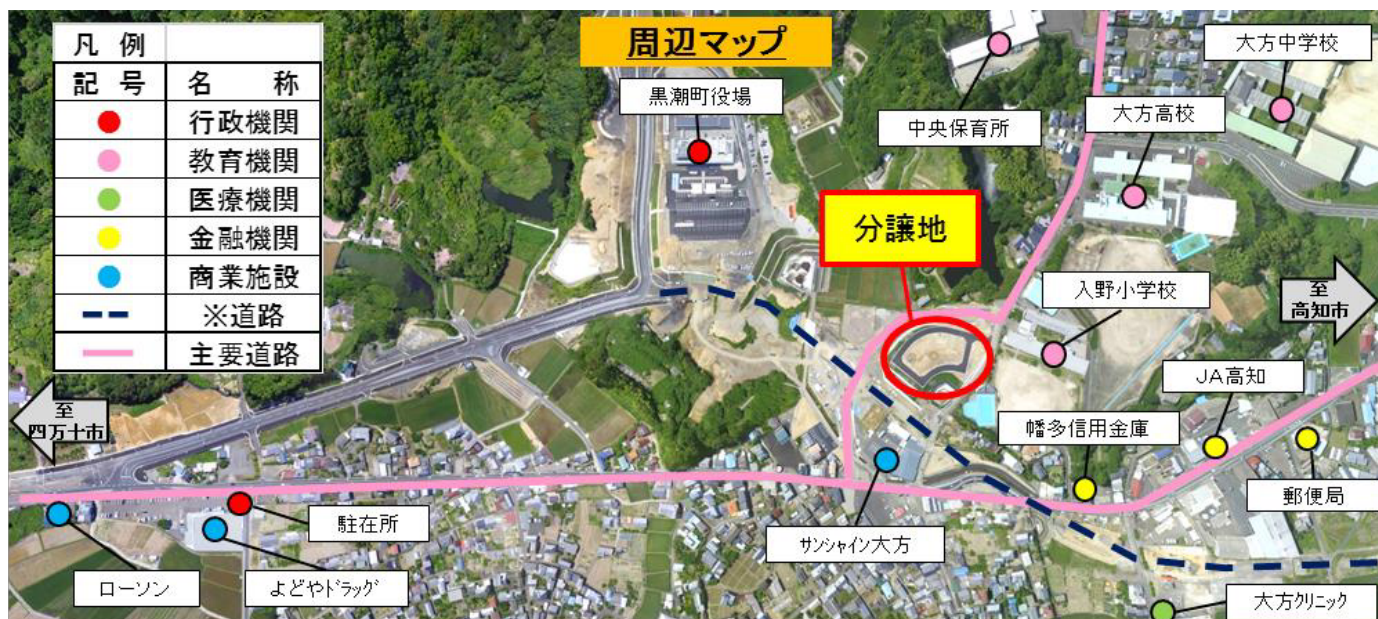 周辺マップ
凡 例
記 号 名 称
行政機関
教育機関
医療機関
金融機関
商業施設
※道路
主要道路
黒潮町役場
中央保育所
大方中学校
大方高校
分譲地
入野小学校
至
高知市
至
四万十市
JA高知
幡多信用金庫
郵便局
駐在所
サンシャイン大方
ローソン
よどやドラッグ
大方クリニック